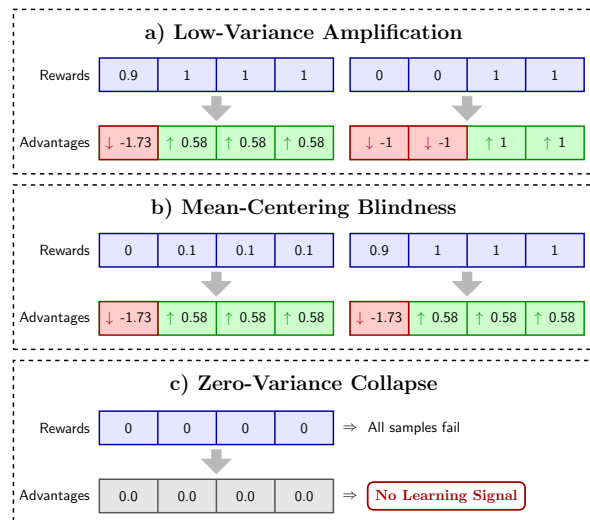 a) Low-Variance Amplification
Rewards 0.9 1 1 1 0 0 1 1
Advantages ↓ -1.73 ↑ 0.58 ↑ 0.58 ↑ 0.58 ↓ -1 ↓ -1 ↑ 1 ↑ 1
b) Mean-Centering Blindness
Rewards 0 0.1 0.1 0.1 0.9 1 1 1
Advantages ↓ -1.73 ↑ 0.58 ↑ 0.58 ↑ 0.58 ↓ -1.73 ↑ 0.58 ↑ 0.58 ↑ 0.58
c) Zero-Variance Collapse
Rewards 0 0 0 0 ⇒ All samples fail
Advantages 0.0 0.0 0.0 0.0 ⇒ No Learning Signal